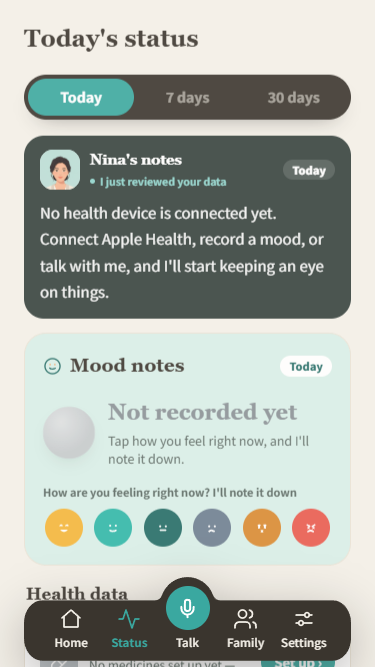 Today's status
Today
7 days
30 days
Nina's notes
• I just reviewed your data
Today
No health device is connected yet.
Connect Apple Health, record a mood, or
talk with me, and I'll start keeping an eye
on things.
Mood notes
Today
Not recorded yet
Tap how you feel right now, and I'll
note it down.
How are you feeling right now? I'll note it down
Health data
Home
Status
Talk
Family
Settings
No medicines set up yet —
Set up ›